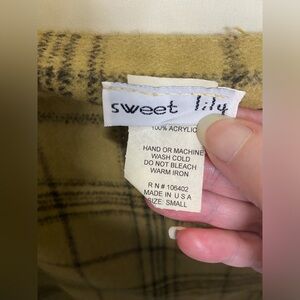 sweet lily
100% ACRYLIC
HAND OR MACHINE
WASH COLD
DO NOT BLEACH
WARM IRON
R N # 106402
MADE IN U S A
SIZE: SMALL